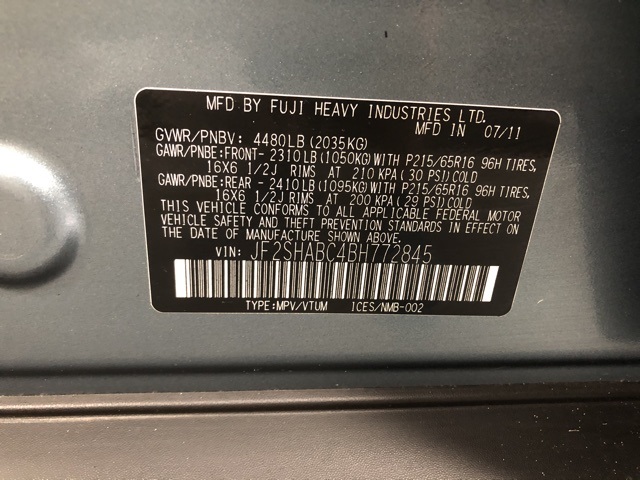 MFD BY FUJI HEAVY INDUSTRIES LTD.
MFD IN 07/11
GVWR/PNBV: 4480LB(2035KG)
GAWR/PNBE:FRONT- 2310LB(1050KG)WITH P215/65R16 96H TIRES,
16X6 1/2J RIMS AT 210 KPA(30 PSI)COLD
GAWR/PNBE:REAR - 2410LB(1095KG)WITH P215/65R16 96H TIRES,
16X6 1/2J RIMS AT 200 KPA(29 PSI)COLD
THIS VEHICLE CONFORMS TO ALL APPLICABLE FEDERAL MOTOR
VEHICLE SAFETY AND THEFT PREVENTION STANDARDS IN EFFECT ON
THE DATE OF MANUFACTURE SHOWN ABOVE.
VIN: JF2SHABC4BH772845
TYPE:MPV/VTUM ICES/NMB-002